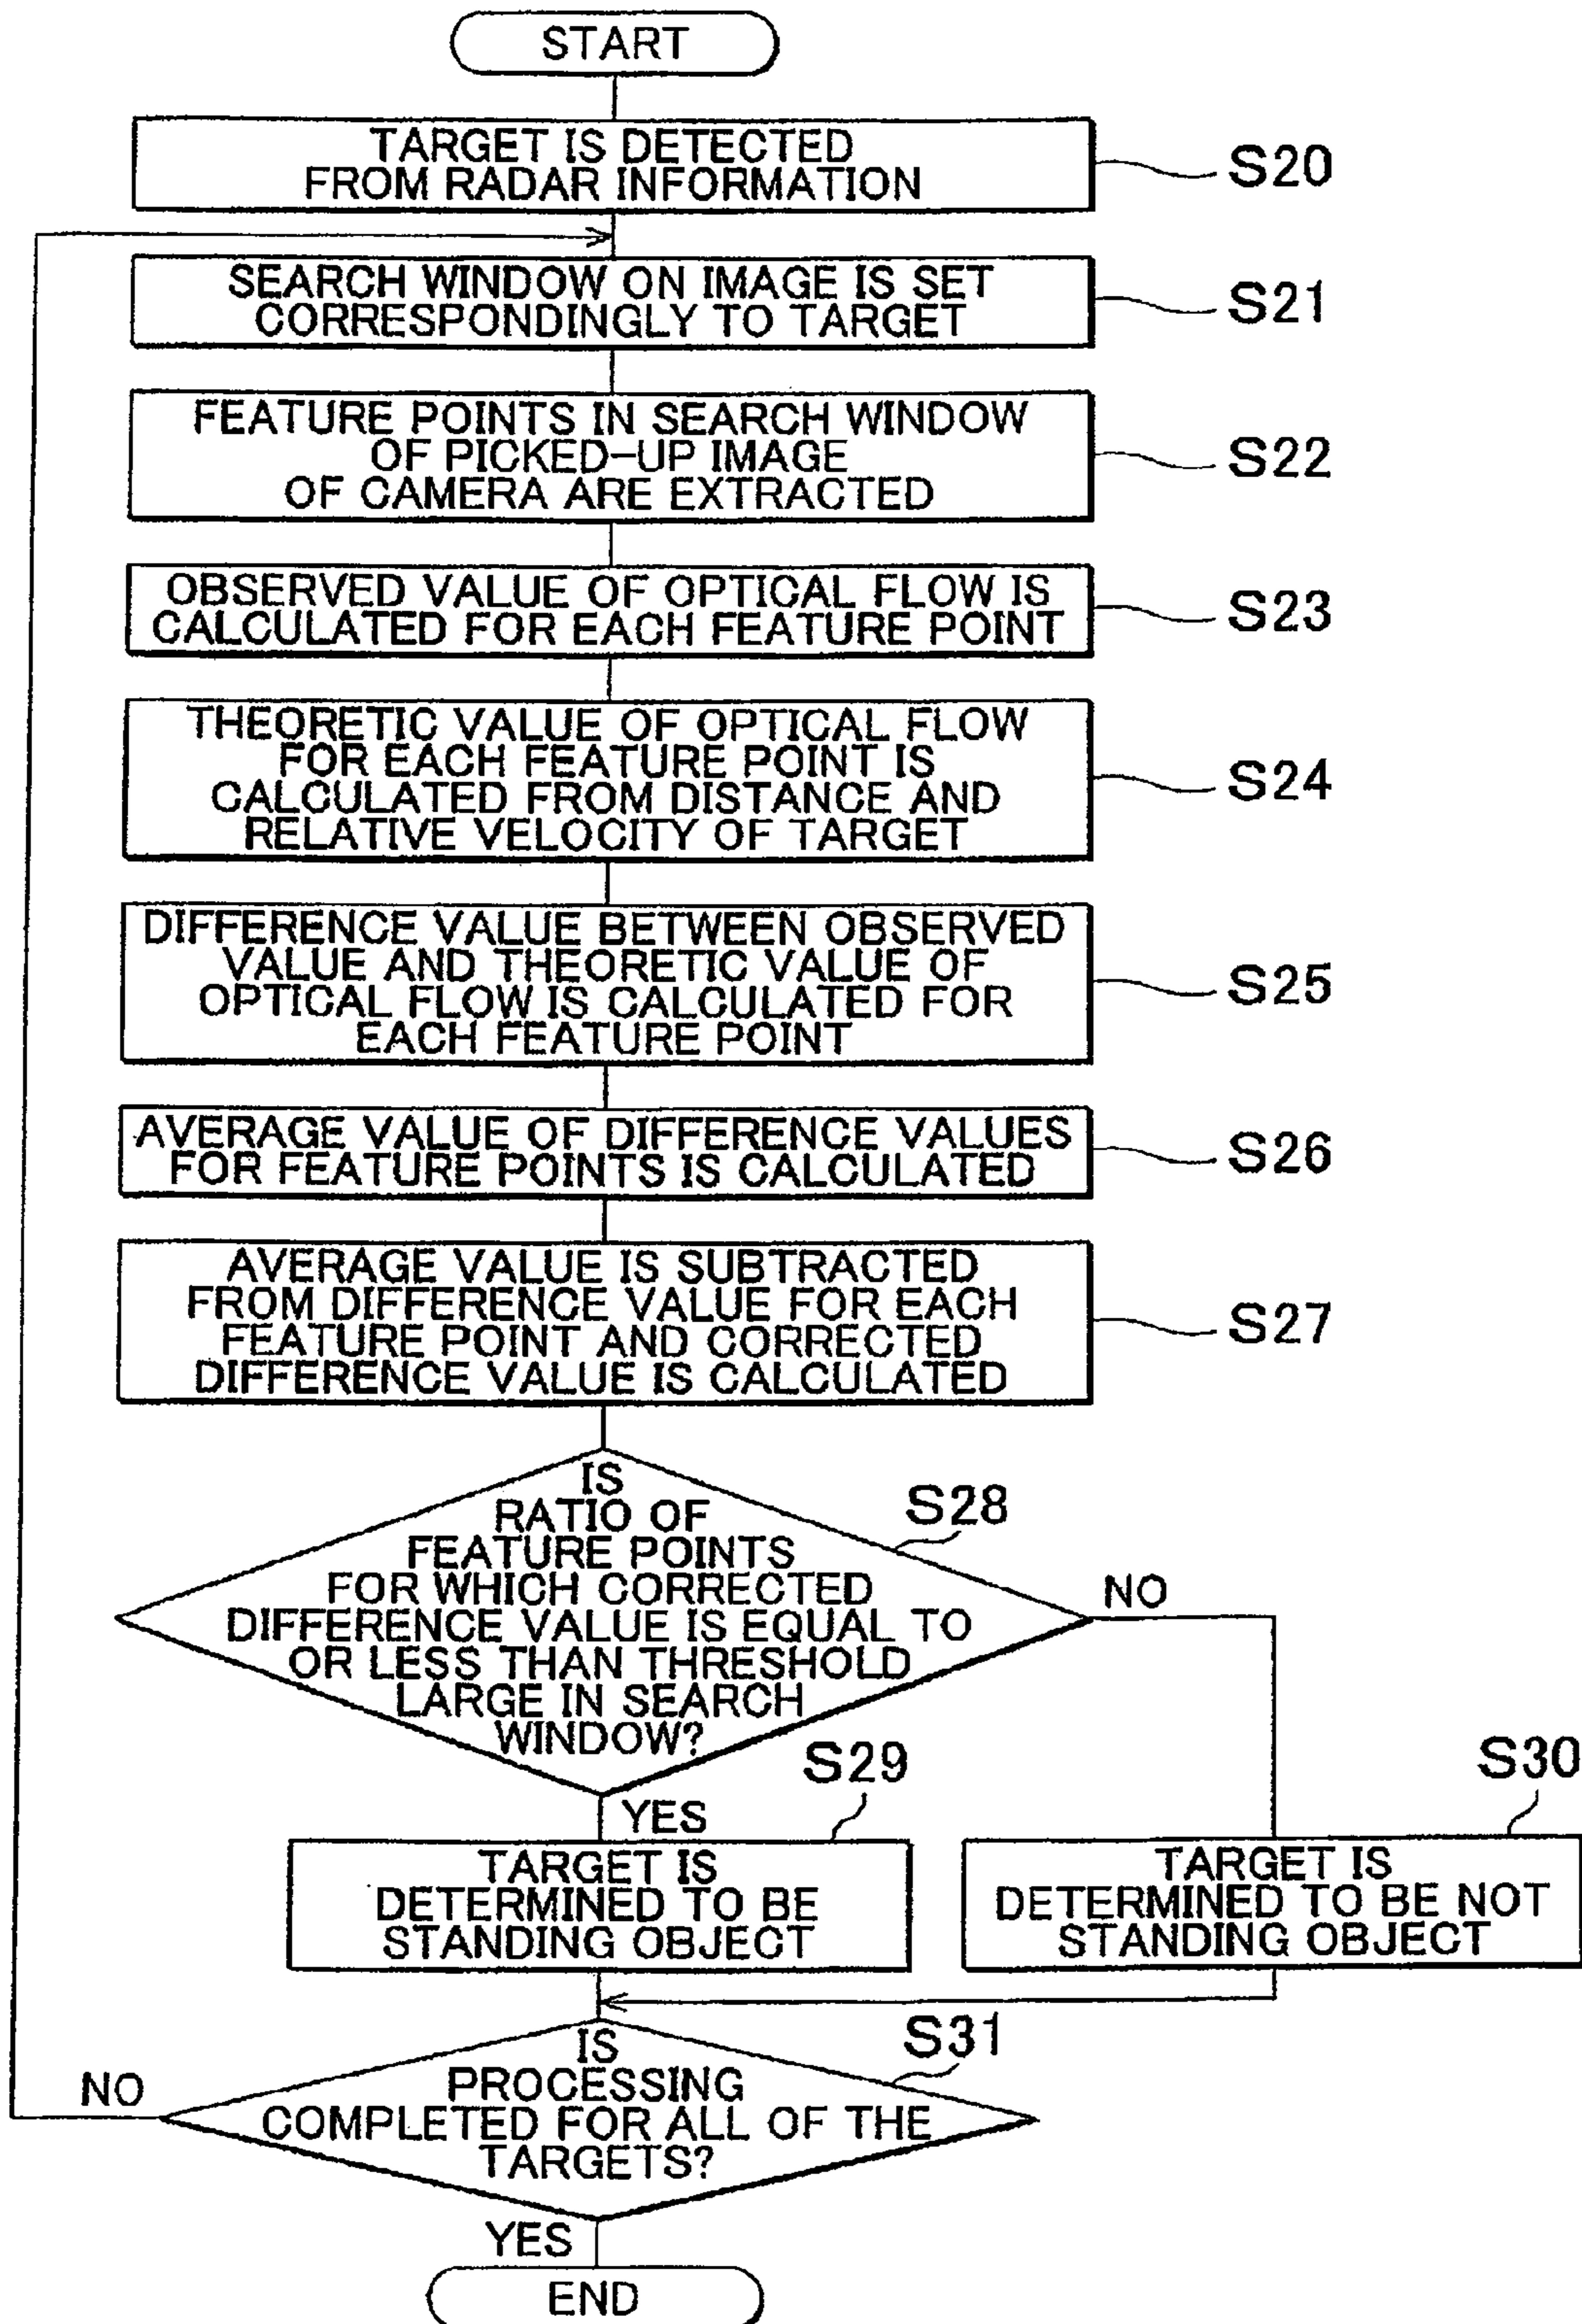 START
TARGET IS DETECTED
FROM RADAR INFORMATION
S20
SEARCH WINDOW ON IMAGE IS SET
CORRESPONDINGLY TO TARGET
S21
FEATURE POINTS IN SEARCH WINDOW
OF PICKED-UP IMAGE
OF CAMERA ARE EXTRACTED
S22
OBSERVED VALUE OF OPTICAL FLOW IS
CALCULATED FOR EACH FEATURE POINT
S23
THEORETIC VALUE OF OPTICAL FLOW
FOR EACH FEATURE POINT IS
CALCULATED FROM DISTANCE AND
RELATIVE VELOCITY OF TARGET
S24
DIFFERENCE VALUE BETWEEN OBSERVED
VALUE AND THEORETIC VALUE OF
OPTICAL FLOW IS CALCULATED FOR
EACH FEATURE POINT
S25
AVERAGE VALUE OF DIFFERENCE VALUES
FOR FEATURE POINTS IS CALCULATED
S26
AVERAGE VALUE IS SUBTRACTED
FROM DIFFERENCE VALUE FOR EACH
FEATURE POINT AND CORRECTED
DIFFERENCE VALUE IS CALCULATED
S27
IS
RATIO OF
FEATURE POINTS
FOR WHICH CORRECTED
DIFFERENCE VALUE IS EQUAL TO
OR LESS THAN THRESHOLD
LARGE IN SEARCH
WINDOW?
S28
NO
YES
S29
TARGET IS
DETERMINED TO BE
STANDING OBJECT
S30
TARGET IS
DETERMINED TO BE NOT
STANDING OBJECT
S31
IS
PROCESSING
COMPLETED FOR ALL OF THE
TARGETS?
NO
YES
END